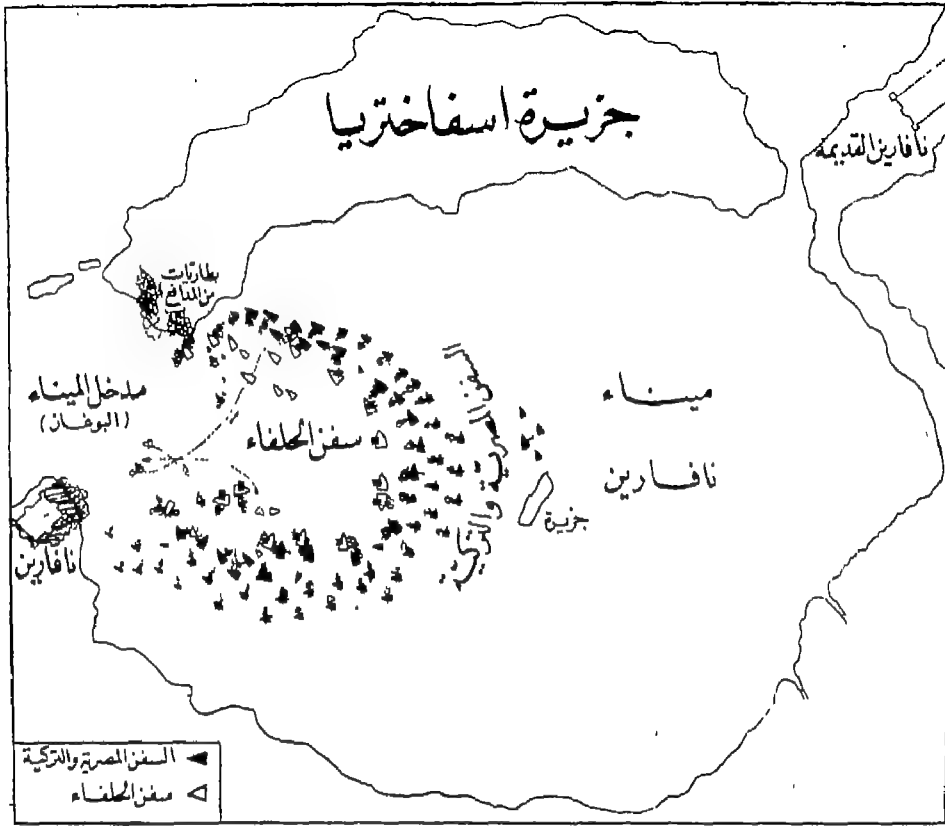 جزيرة اسفاختريا
نافارين القديمة
بطاريات
من المدافع
مدخل الميناء
(البوغاز)
سفن الحلفاء
السفن المصرية والتركية
ميناء
نافارين
جزيرة
نافارين
السفن المصرية والتركية
سفن الحلفاء